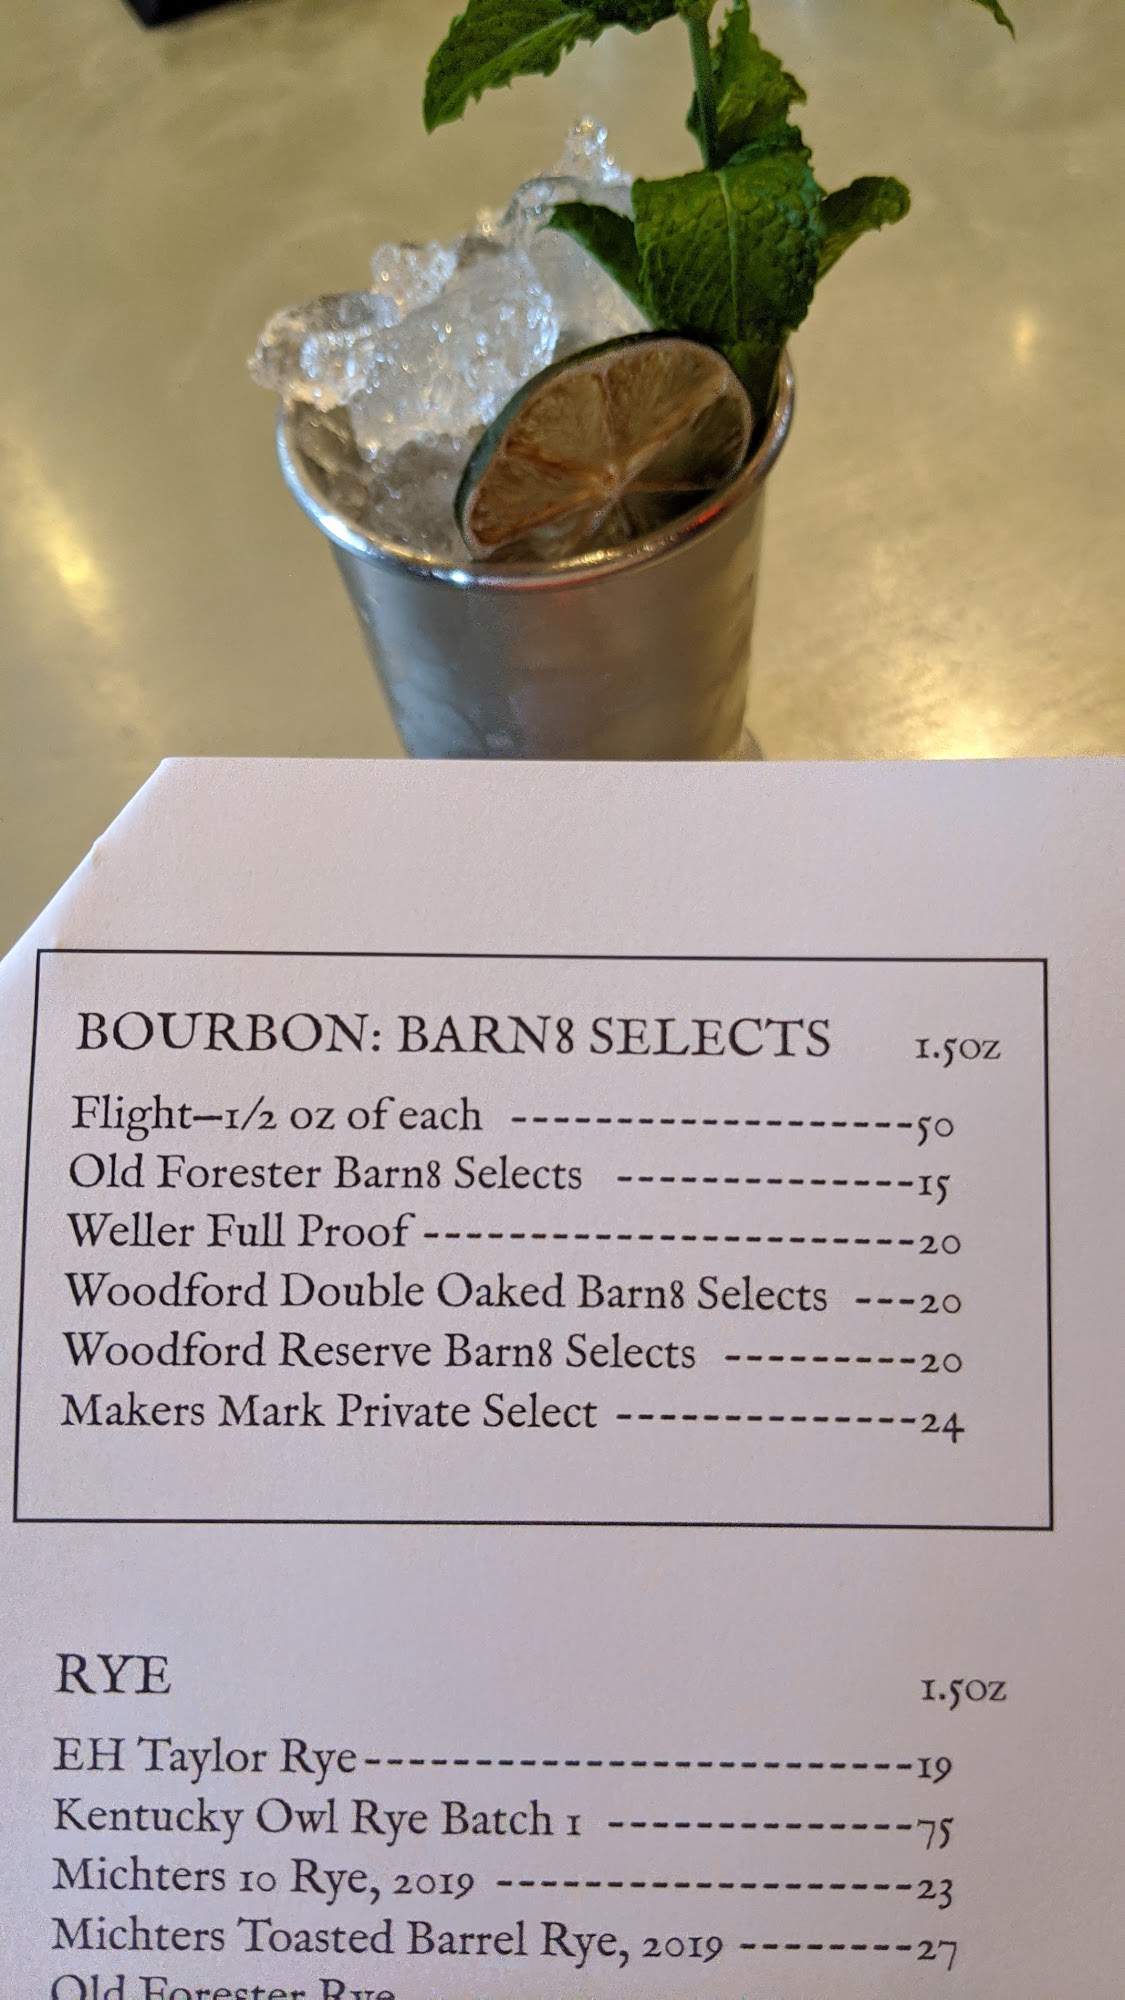 BOURBON: BARN8 SELECTS 1.5OZ
Flight—1/2 oz of each -------------------50
Old Forester Barn8 Selects --------------15
Weller Full Proof -----------------------20
Woodford Double Oaked Barn8 Selects ---20
Woodford Reserve Barn8 Selects ---------20
Makers Mark Private Select --------------24
RYE 1.5OZ
EH Taylor Rye-------------------------19
Kentucky Owl Rye Batch 1 --------------75
Michters 10 Rye, 2019 -------------------23
Michters Toasted Barrel Rye, 2019 --------27
Old Forester Rye